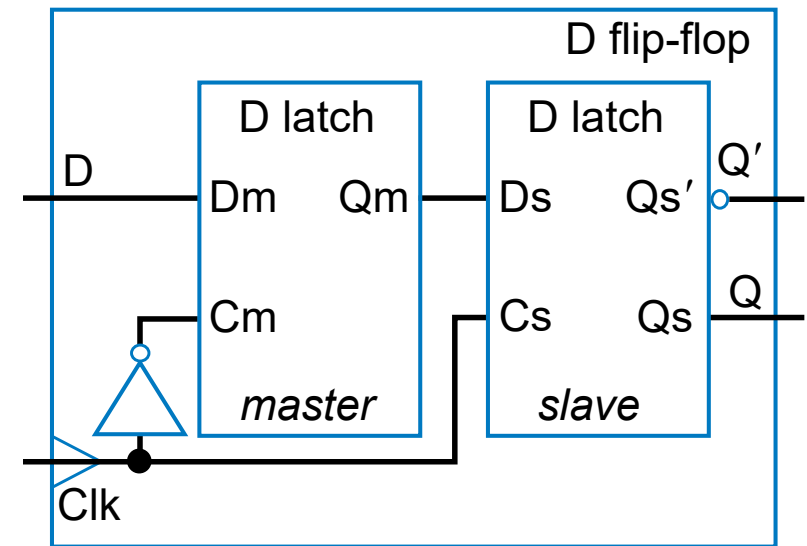 D flip-flop
D latch
D latch
D
Dm
Qm
Ds
Qs′
Q′
Cm
Cs
Qs
Q
master
slave
Clk